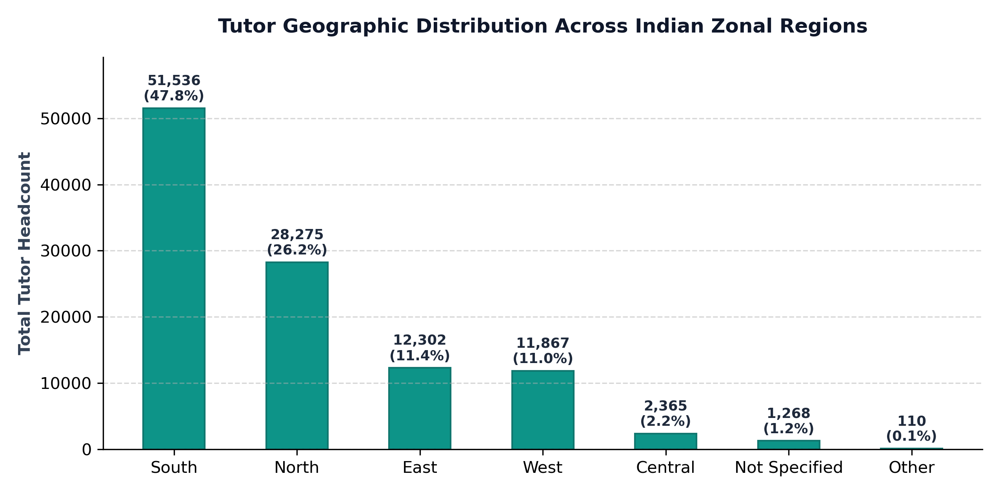 Tutor Geographic Distribution Across Indian Zonal Regions
Total Tutor Headcount
50000
40000
30000
20000
10000
0
51,536
(47.8%)
28,275
(26.2%)
12,302
(11.4%)
11,867
(11.0%)
2,365
(2.2%)
1,268
(1.2%)
110
(0.1%)
South
North
East
West
Central
Not Specified
Other